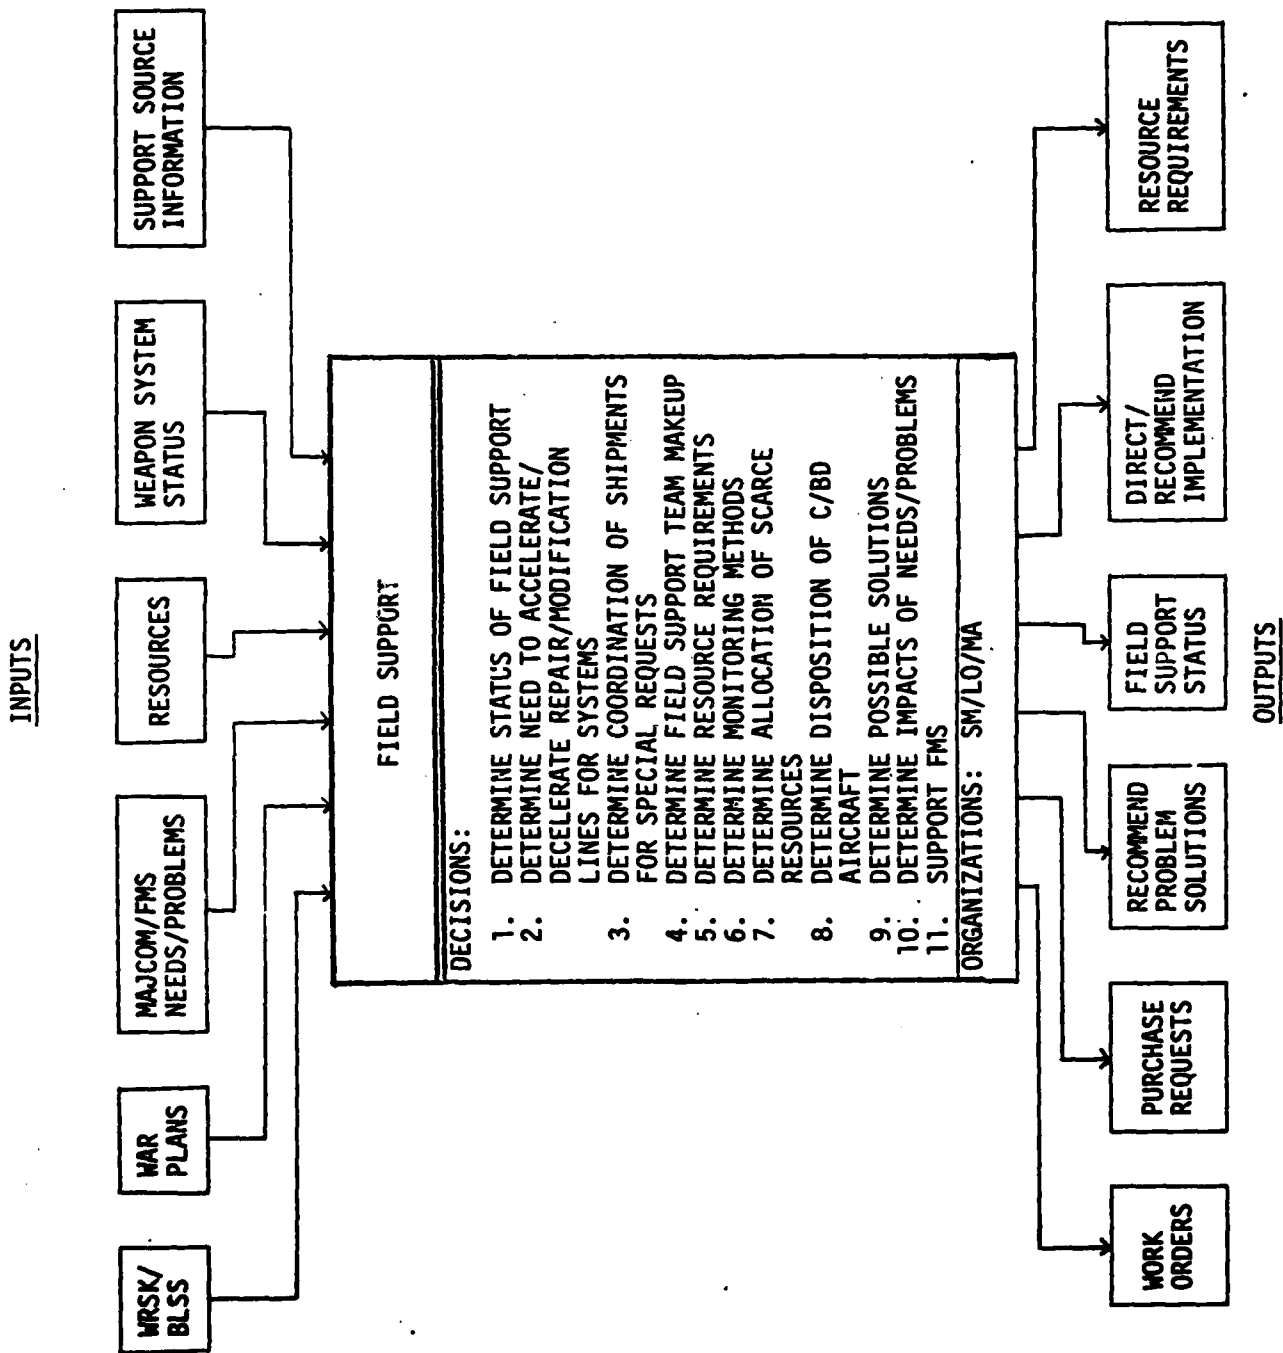 INPUTS
WRSK/
BLSS
WAR
PLANS
MAJCOM/FMS
NEEDS/PROBLEMS
RESOURCES
WEAPON SYSTEM
STATUS
SUPPORT SOURCE
INFORMATION
FIELD SUPPORT
DECISIONS:
1. DETERMINE STATUS OF FIELD SUPPORT
2. DETERMINE NEED TO ACCELERATE/
DECELERATE REPAIR/MODIFICATION
LINES FOR SYSTEMS
3. DETERMINE COORDINATION OF SHIPMENTS
FOR SPECIAL REQUESTS
4. DETERMINE FIELD SUPPORT TEAM MAKEUP
5. DETERMINE RESOURCE REQUIREMENTS
6. DETERMINE MONITORING METHODS
7. DETERMINE ALLOCATION OF SCARCE
RESOURCES
8. DETERMINE DISPOSITION OF C/BD
AIRCRAFT
9. DETERMINE POSSIBLE SOLUTIONS
10. DETERMINE IMPACTS OF NEEDS/PROBLEMS
11. SUPPORT FMS
ORGANIZATIONS: SM/LO/MA
WORK
ORDERS
PURCHASE
REQUESTS
RECOMMEND
PROBLEM
SOLUTIONS
FIELD
SUPPORT
STATUS
DIRECT/
RECOMMEND
IMPLEMENTATION
RESOURCE
REQUIREMENTS
OUTPUTS